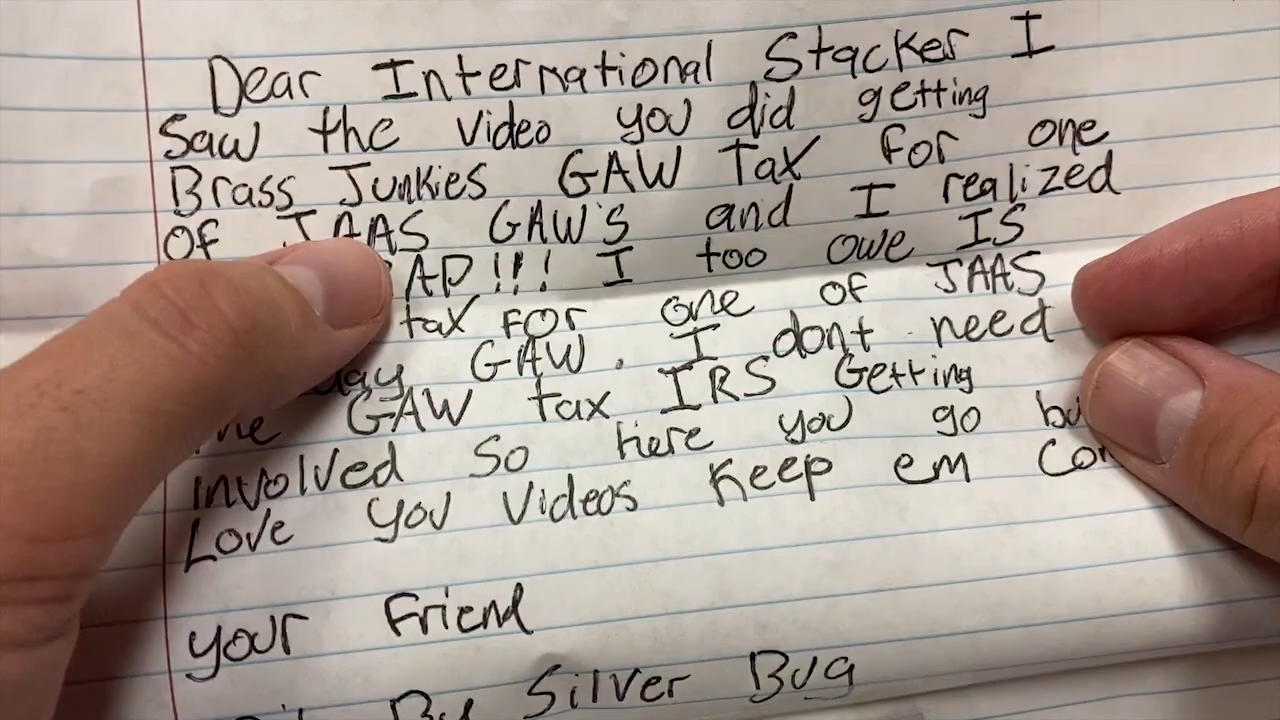 Dear International Stacker I
Saw the Video you did getting
Brass Junkies GAW Tax For one
Of JAAS GAW's and I realized
!!! I too owe IS
tax For one of JAAS
GAW. I dont need
GAW tax IRS Getting
involved So here you go
Love you Videos Keep em
your Friend
By Silver Bug